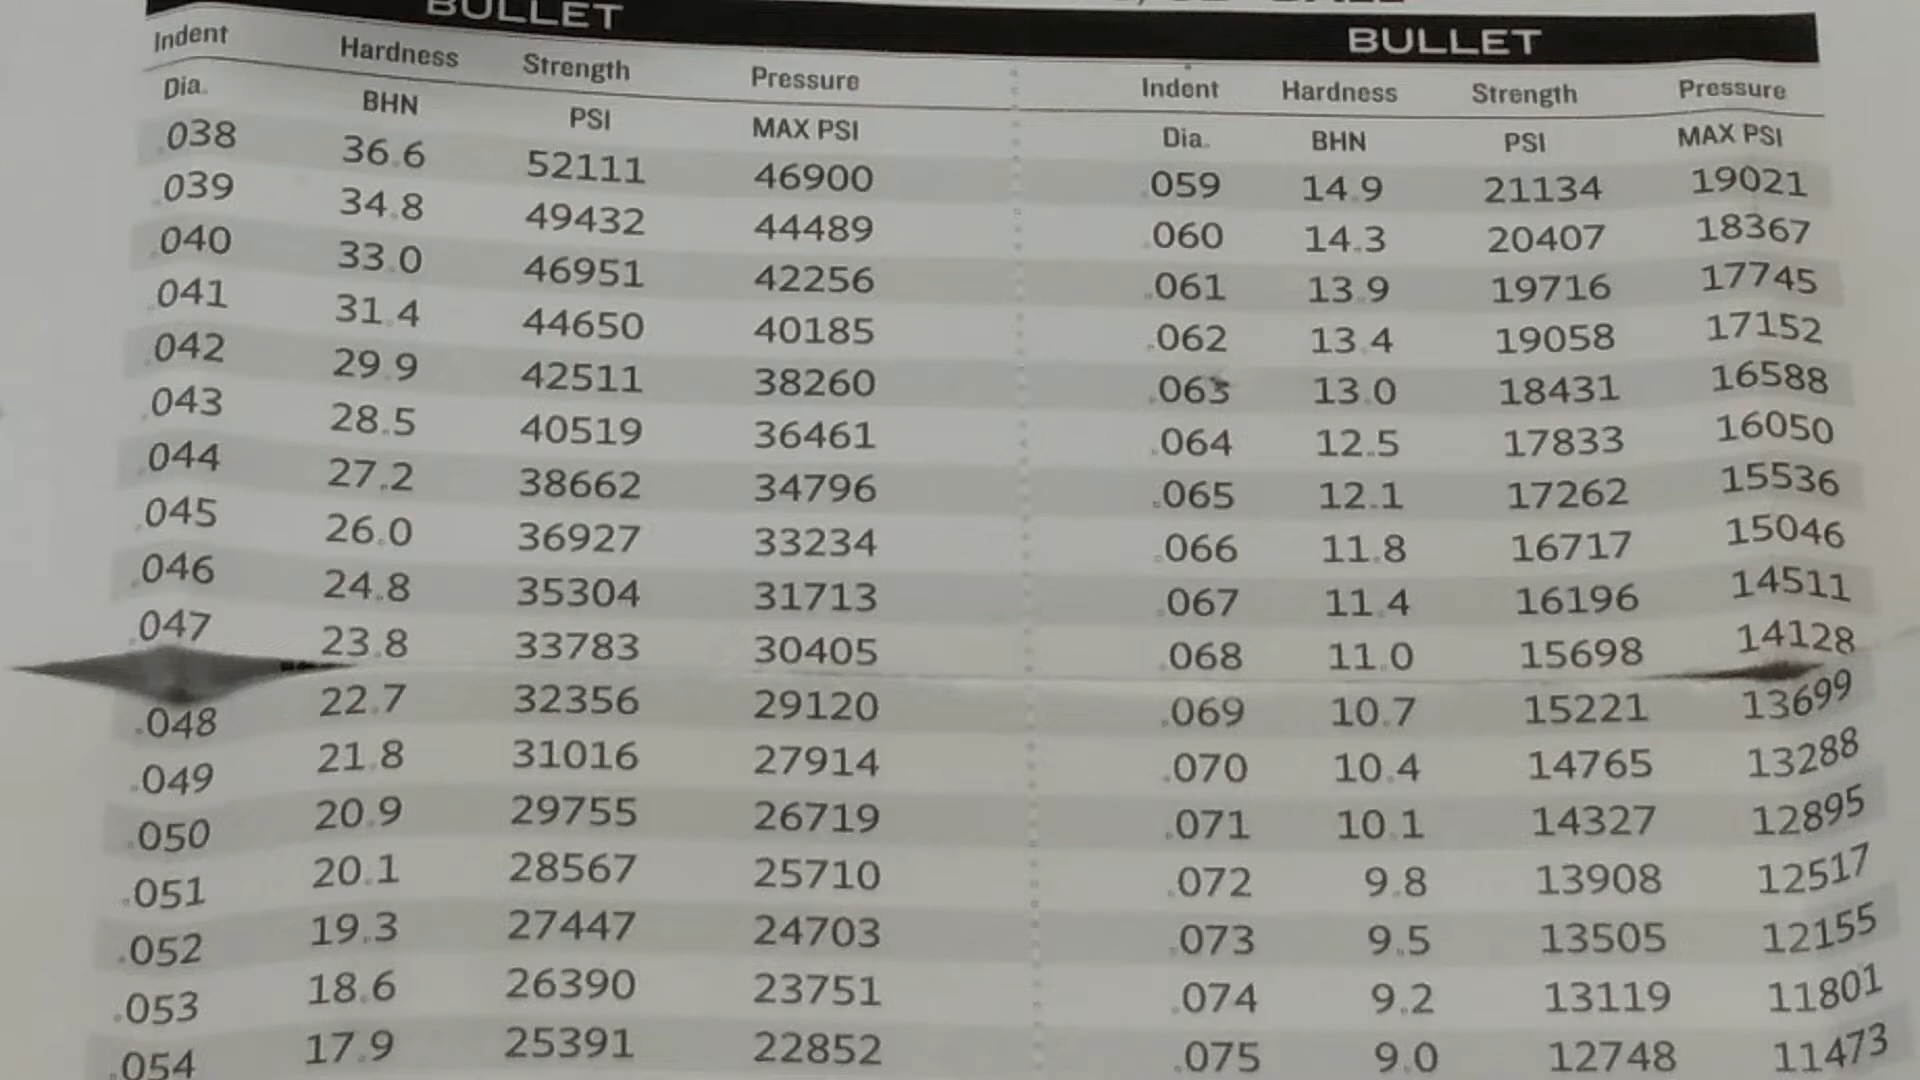 BULLET BULLET
Indent Hardness Strength Pressure Indent Hardness Strength Pressure
Dia. BHN PSI MAX PSI Dia. BHN PSI MAX PSI
.038 36.6 52111 46900 .059 14.9 21134 19021
.039 34.8 49432 44489 .060 14.3 20407 18367
.040 33.0 46951 42256 .061 13.9 19716 17745
.041 31.4 44650 40185 .062 13.4 19058 17152
.042 29.9 42511 38260 .063 13.0 18431 16588
.043 28.5 40519 36461 .064 12.5 17833 16050
.044 27.2 38662 34796 .065 12.1 17262 15536
.045 26.0 36927 33234 .066 11.8 16717 15046
.046 24.8 35304 31713 .067 11.4 16196 14511
.047 23.8 33783 30405 .068 11.0 15698 14128
.048 22.7 32356 29120 .069 10.7 15221 13699
.049 21.8 31016 27914 .070 10.4 14765 13288
.050 20.9 29755 26719 .071 10.1 14327 12895
.051 20.1 28567 25710 .072 9.8 13908 12517
.052 19.3 27447 24703 .073 9.5 13505 12155
.053 18.6 26390 23751 .074 9.2 13119 11801
.054 17.9 25391 22852 .075 9.0 12748 11473